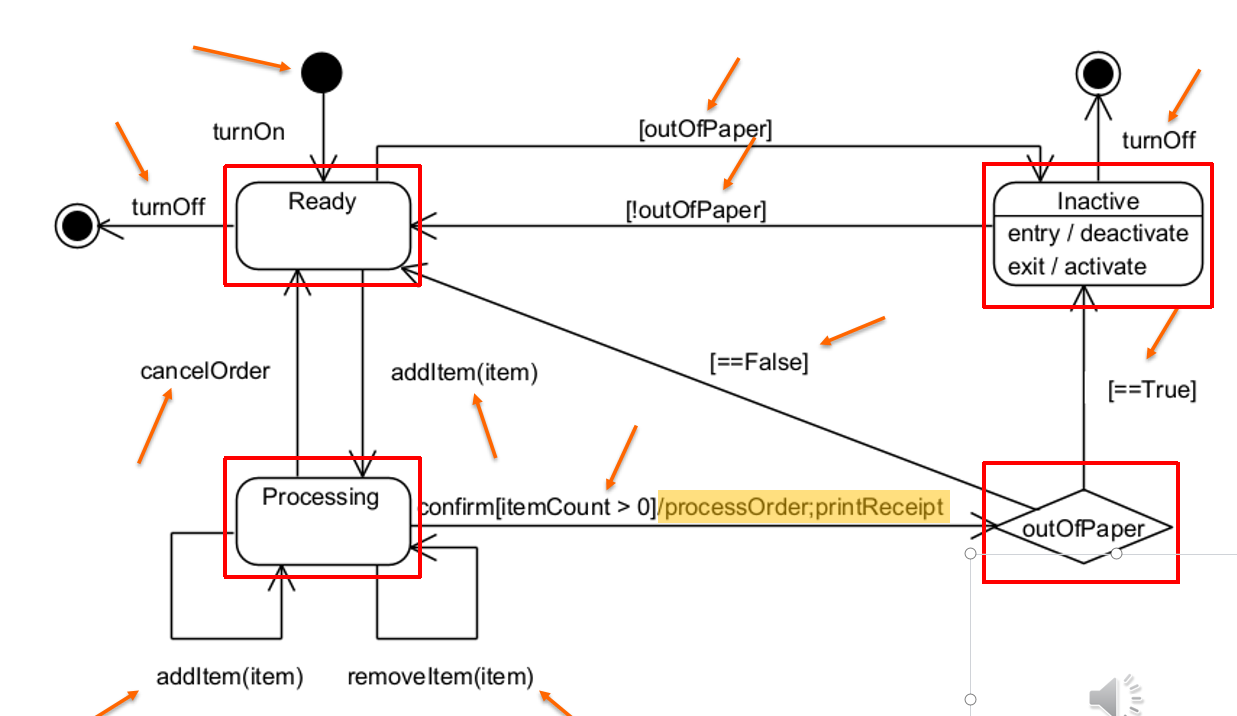 turnOn
[outOfPaper]
turnOff
turnOff
Ready
[!outOfPaper]
Inactive
entry / deactivate
exit / activate
cancelOrder
addItem(item)
[==False]
[==True]
Processing
confirm[itemCount > 0]/processOrder;printReceipt
outOfPaper
addItem(item)
removeItem(item)